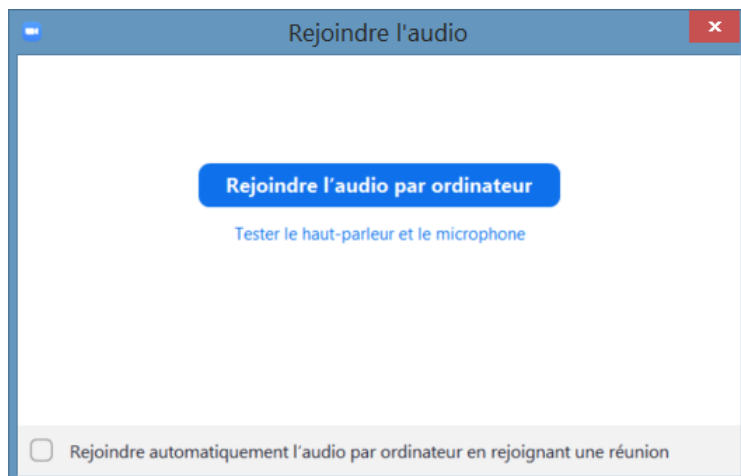 Rejoindre l'audio
Rejoindre l’audio par ordinateur
Tester le haut-parleur et le microphone
Rejoindre automatiquement l’audio par ordinateur en rejoignant une réunion